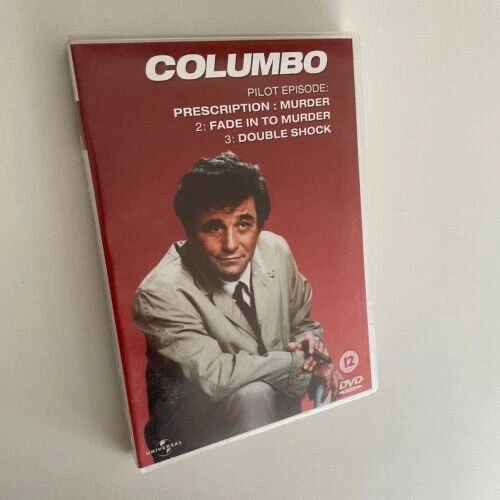 COLUMBO
PILOT EPISODE:
PRESCRIPTION : MURDER
2: FADE IN TO MURDER
3: DOUBLE SHOCK
12
DVD
UNIVERSAL